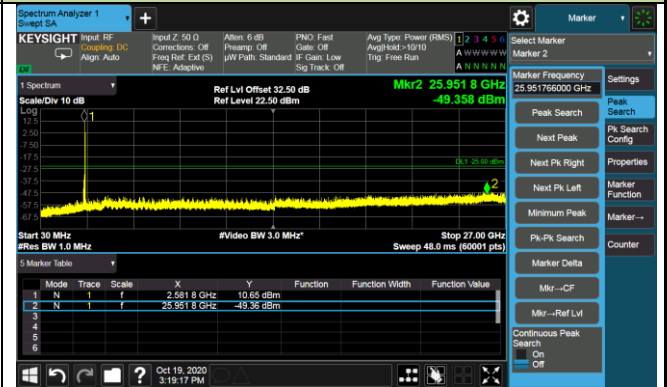 Spectrum Analyzer 1
Swept SA
+
Marker
KEYSIGHT
Input: RF
Coupling: DC
Align: Auto
Input Z: 50 Ω
Corrections: Off
Freq Ref: Ext (S)
NFE: Adaptive
Atten: 6 dB
Preamp: Off
µW Path: Standard
PNO: Fast
Gate: Off
IF Gain: Low
Sig Track: Off
Avg Type: Power (RMS)
Avg|Hold:>10/10
Trig: Free Run
1 2 3 4 5 6
A W W W W W
A N N N N N
Select Marker
Marker 2
Marker Frequency
25.951766000 GHz
Settings
Peak Search
Next Peak
Next Pk Right
Next Pk Left
Minimum Peak
Pk-Pk Search
Marker Delta
Mkr→CF
Mkr→Ref Lvl
Continuous Peak
Search
On
Off
Peak
Search
Pk Search
Config
Properties
Marker
Function
Marker→
Counter
1 Spectrum
Scale/Div 10 dB
Ref Lvl Offset 32.50 dB
Ref Level 22.50 dBm
Mkr2 25.951 8 GHz
-49.358 dBm
Log
12.5
2.50
-7.50
-17.5
-27.5
-37.5
-47.5
-57.5
-67.5
1
DL1 -25.00 dBm
2
Start 30 MHz
#Res BW 1.0 MHz
#Video BW 3.0 MHz*
Stop 27.00 GHz
Sweep 48.0 ms (60001 pts)
5 Marker Table
Mode Trace Scale X Y Function Function Width Function Value
1 N 1 f 2.581 8 GHz 10.65 dBm
2 N 1 f 25.951 8 GHz -49.36 dBm
3
4
5
6
?
Oct 19, 2020
3:19:17 PM